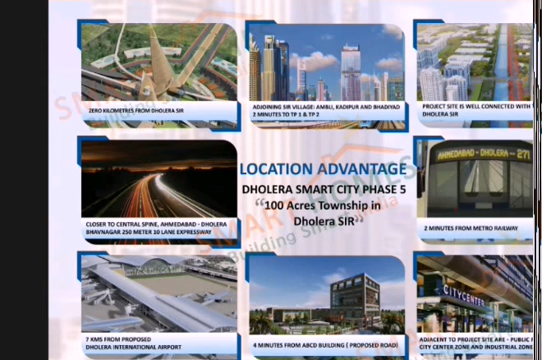 ZERO KILOMETRES FROM DHOLERA SIR
ADJOINING SIR VILLAGE: AMBLI, KADIPUR AND BHADIYAD
2 MINUTES TO TP 1 & TP 2
PROJECT SITE IS WELL CONNECTED WITH
DHOLERA SIR
LOCATION ADVANTAGE
DHOLERA SMART CITY PHASE 5
“100 Acres Township in
Dholera SIR”
CLOSER TO CENTRAL SPINE, AHMEDABAD - DHOLERA
BHAVNAGAR 250 METER 10 LANE EXPRESSWAY
AHMEDABAD - DHOLERA -- 271
2 MINUTES FROM METRO RAILWAY
7 KMS FROM PROPOSED
DHOLERA INTERNATIONAL AIRPORT
4 MINUTES FROM ABCD BUILDING ( PROPOSED ROAD)
CITYCENTER
ADJACENT TO PROJECT SITE ARE - PUBLIC
CITY CENTER ZONE AND INDUSTRIAL ZONE